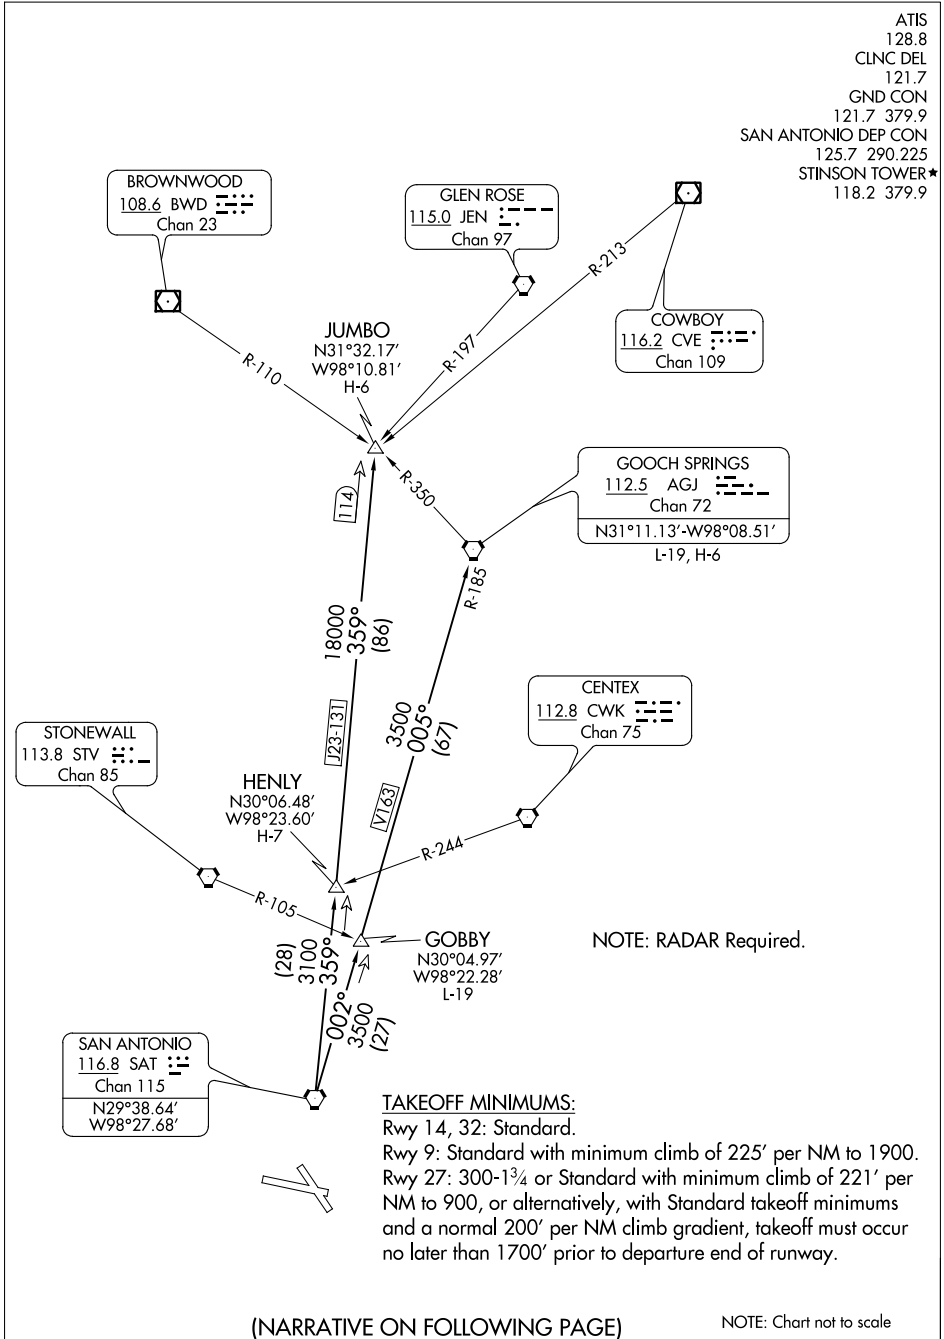 ATIS
128.8
CLNC DEL
121.7
GND CON
121.7 379.9
SAN ANTONIO DEP CON
125.7 290.225
STINSON TOWER★
118.2 379.9
BROWNWOOD
108.6 BWD
Chan 23
GLEN ROSE
115.0 JEN
Chan 97
R-213
COWBOY
116.2 CVE
Chan 109
JUMBO
N31°32.17'
W98°10.81'
H-6
R-110
R-197
R-350
114
GOOCH SPRINGS
112.5 AGJ
Chan 72
N31°11.13'-W98°08.51'
L-19, H-6
R-185
18000
359°
(86)
J23-131
3500
005°
(67)
V163
CENTEX
112.8 CWK
Chan 75
STONEWALL
113.8 STV
Chan 85
HENLY
N30°06.48'
W98°23.60'
H-7
R-244
R-105
GOBBY
N30°04.97'
W98°22.28'
L-19
NOTE: RADAR Required.
(28)
3100
359°
002°
3500
(27)
SAN ANTONIO
116.8 SAT
Chan 115
N29°38.64'
W98°27.68'
TAKEOFF MINIMUMS:
Rwy 14, 32: Standard.
Rwy 9: Standard with minimum climb of 225' per NM to 1900.
Rwy 27: 300-1¾ or Standard with minimum climb of 221' per
NM to 900, or alternatively, with Standard takeoff minimums
and a normal 200' per NM climb gradient, takeoff must occur
no later than 1700' prior to departure end of runway.
(NARRATIVE ON FOLLOWING PAGE)
NOTE: Chart not to scale